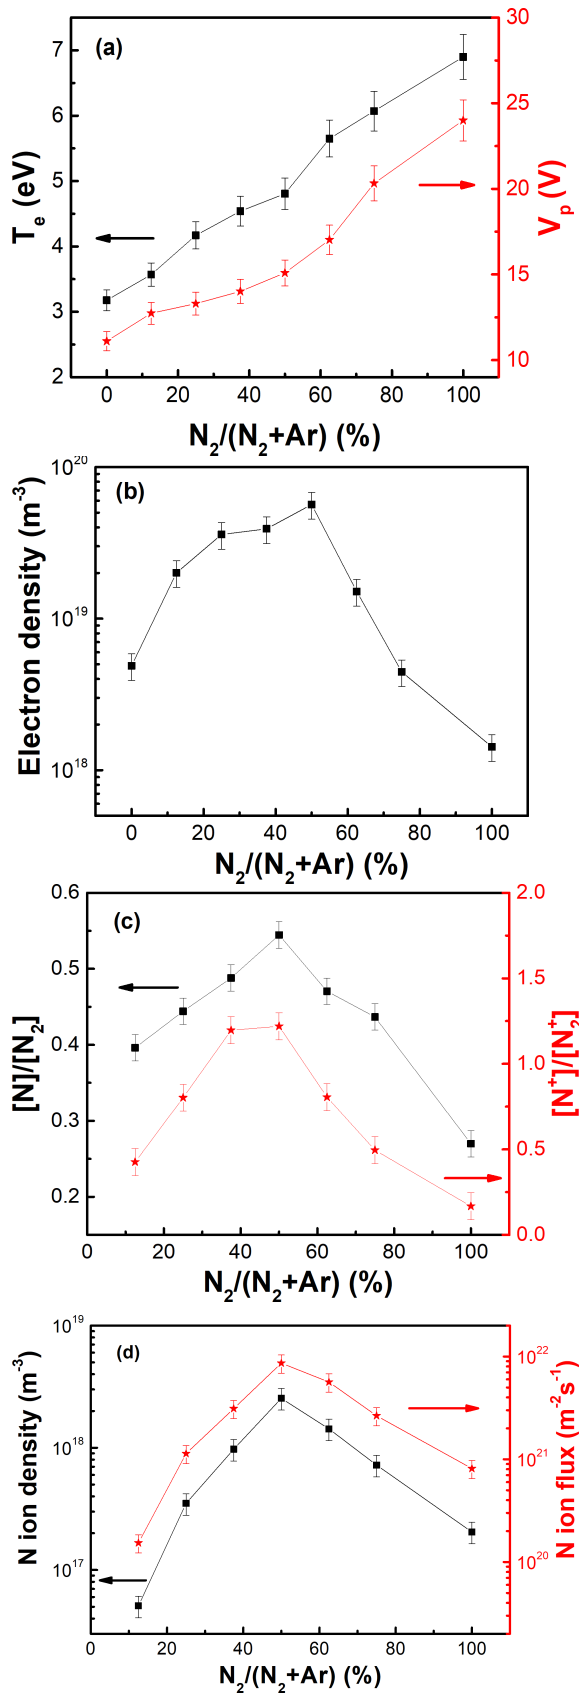 (a)
7
6
5
4
3
2
T_e (eV)
30
25
20
15
10
V_p (V)
0 20 40 60 80 100
N_2/(N_2+Ar) (%)
(b)
10^20
10^19
10^18
Electron density (m^-3)
0 20 40 60 80 100
N_2/(N_2+Ar) (%)
(c)
0.6
0.5
0.4
0.3
0.2
[N]/[N_2]
2.0
1.5
1.0
0.5
0.0
[N^+]/[N_2^+]
0 20 40 60 80 100
N_2/(N_2+Ar) (%)
(d)
10^19
10^18
10^17
N ion density (m^-3)
10^22
10^21
10^20
N ion flux (m^-2s^-1)
0 20 40 60 80 100
N_2/(N_2+Ar) (%)